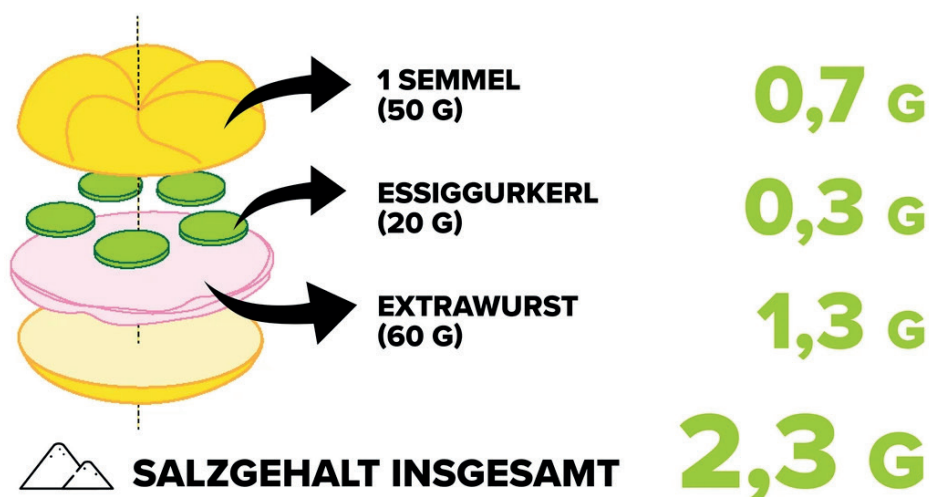 1 SEMMEL
(50 G)
0,7 G
ESSIGGURKERL
(20 G)
0,3 G
EXTRAWURST
(60 G)
1,3 G
SALZGEHALT INSGESAMT 2,3 G